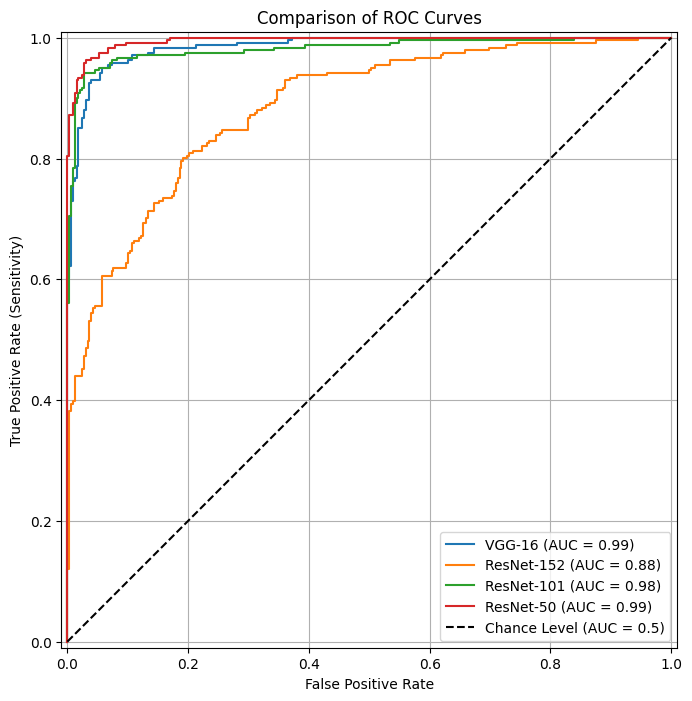 Comparison of ROC Curves
True Positive Rate (Sensitivity)
1.0
0.8
0.6
0.4
0.2
0.0
VGG-16 (AUC = 0.99)
ResNet-152 (AUC = 0.88)
ResNet-101 (AUC = 0.98)
ResNet-50 (AUC = 0.99)
Chance Level (AUC = 0.5)
0.0 0.2 0.4 0.6 0.8 1.0
False Positive Rate